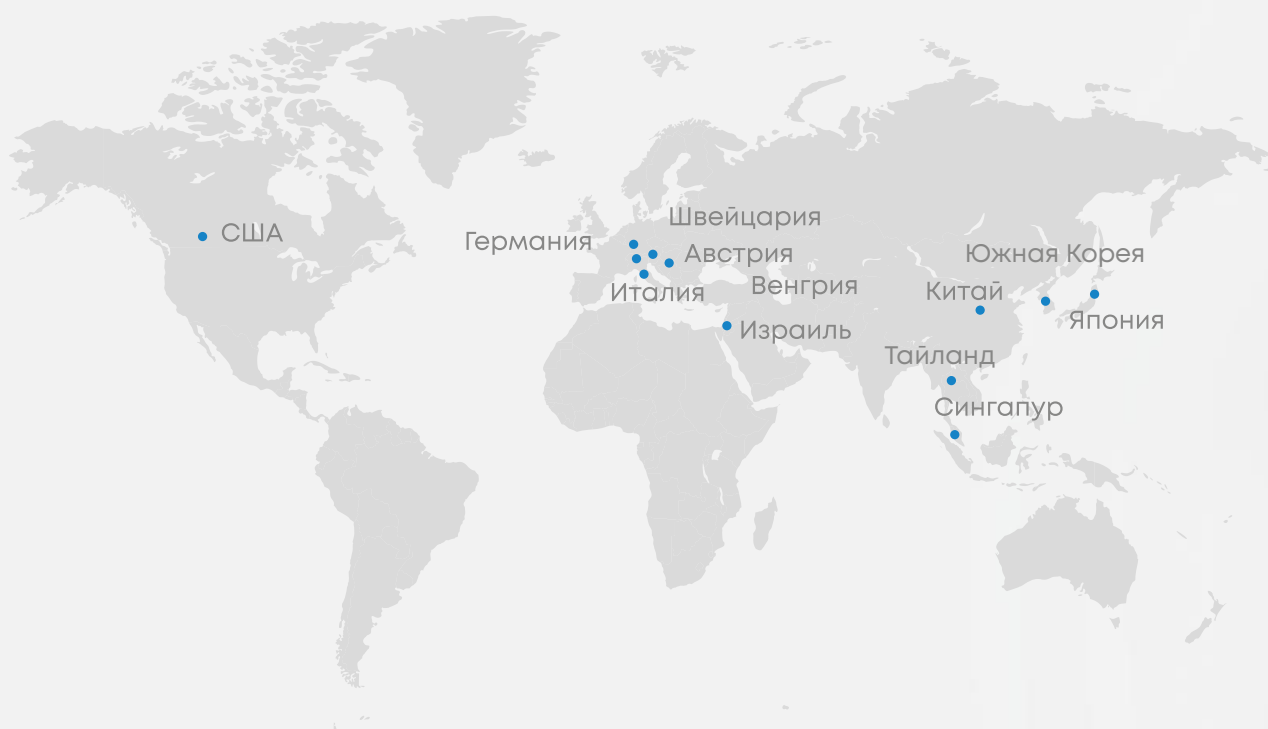 Швейцария
США
Германия
Австрия
Южная Корея
Венгрия
Италия
Китай
Япония
Израиль
Тайланд
Сингапур